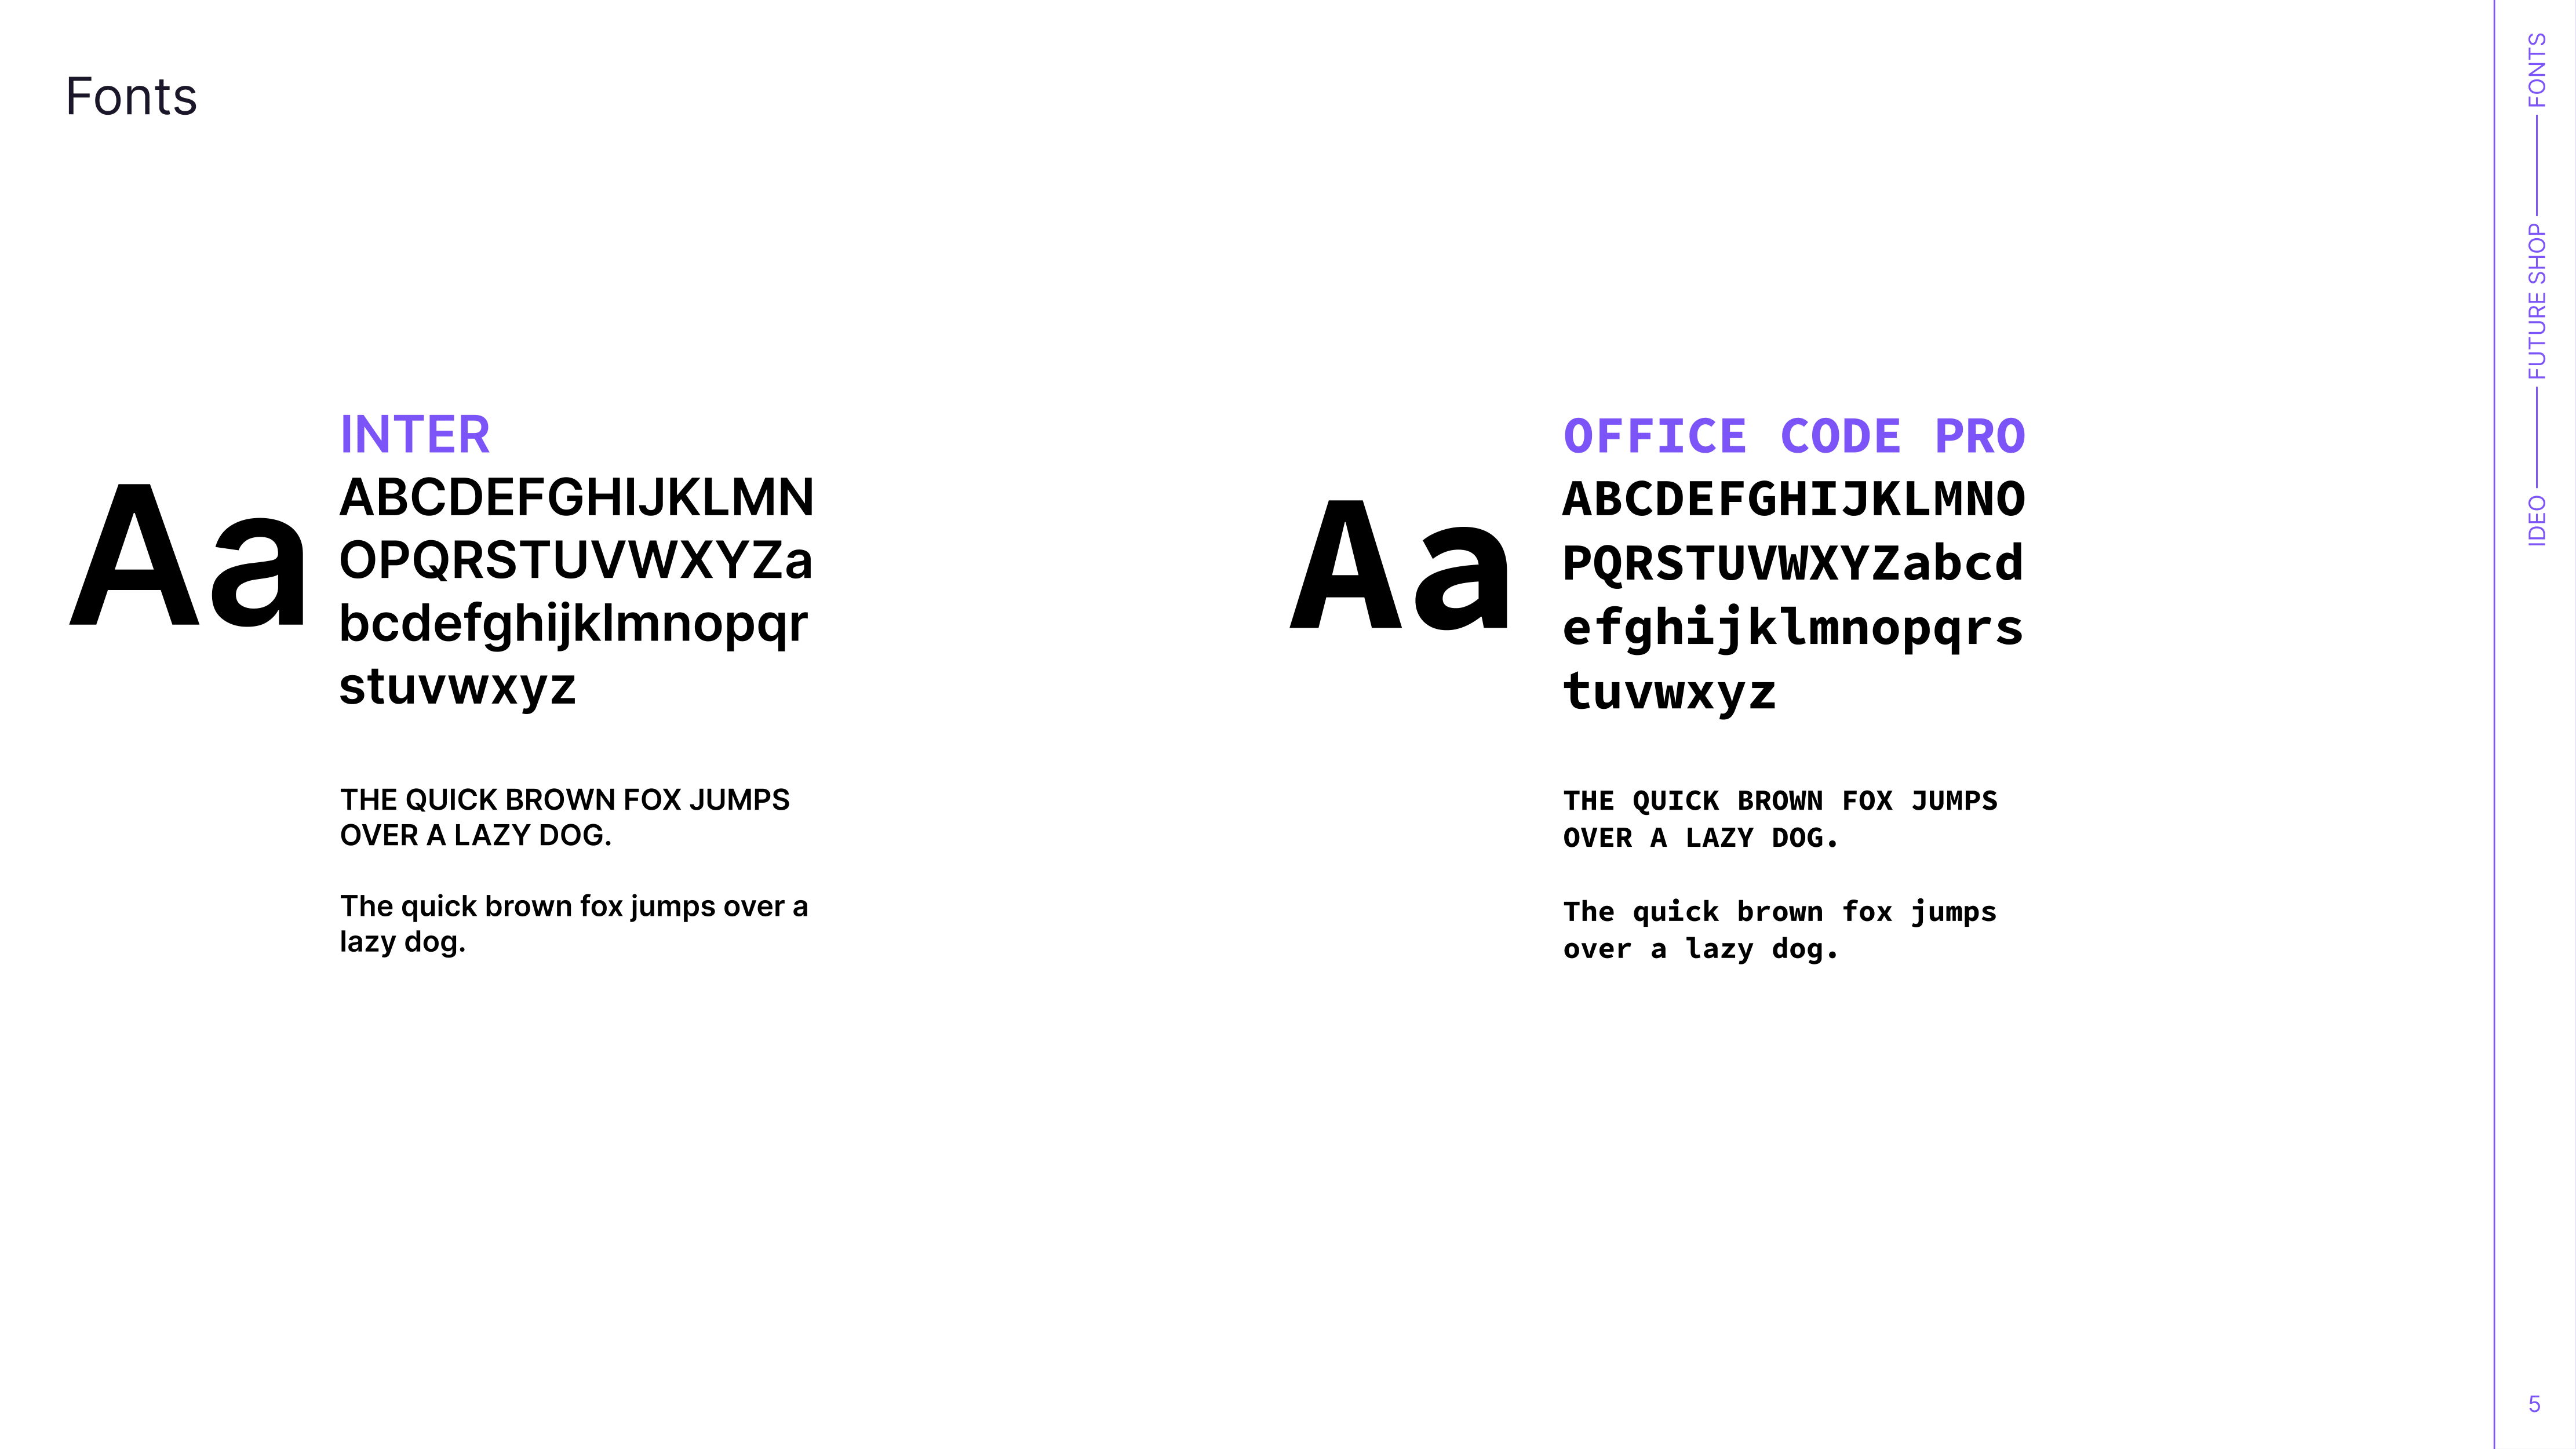 Fonts
Aa
INTER
ABCDEFGHIJKLMN
OPQRSTUVWXYZa
bcdefghijklmnopqr
stuvwxyz
THE QUICK BROWN FOX JUMPS
OVER A LAZY DOG.
The quick brown fox jumps over a
lazy dog.
Aa
OFFICE CODE PRO
ABCDEFGHIJKLMNO
PQRSTUVWXYZabcd
efghijklmnopqrs
tuvwxyz
THE QUICK BROWN FOX JUMPS
OVER A LAZY DOG.
The quick brown fox jumps
over a lazy dog.
IDEO —— FUTURE SHOP —— FONTS
5